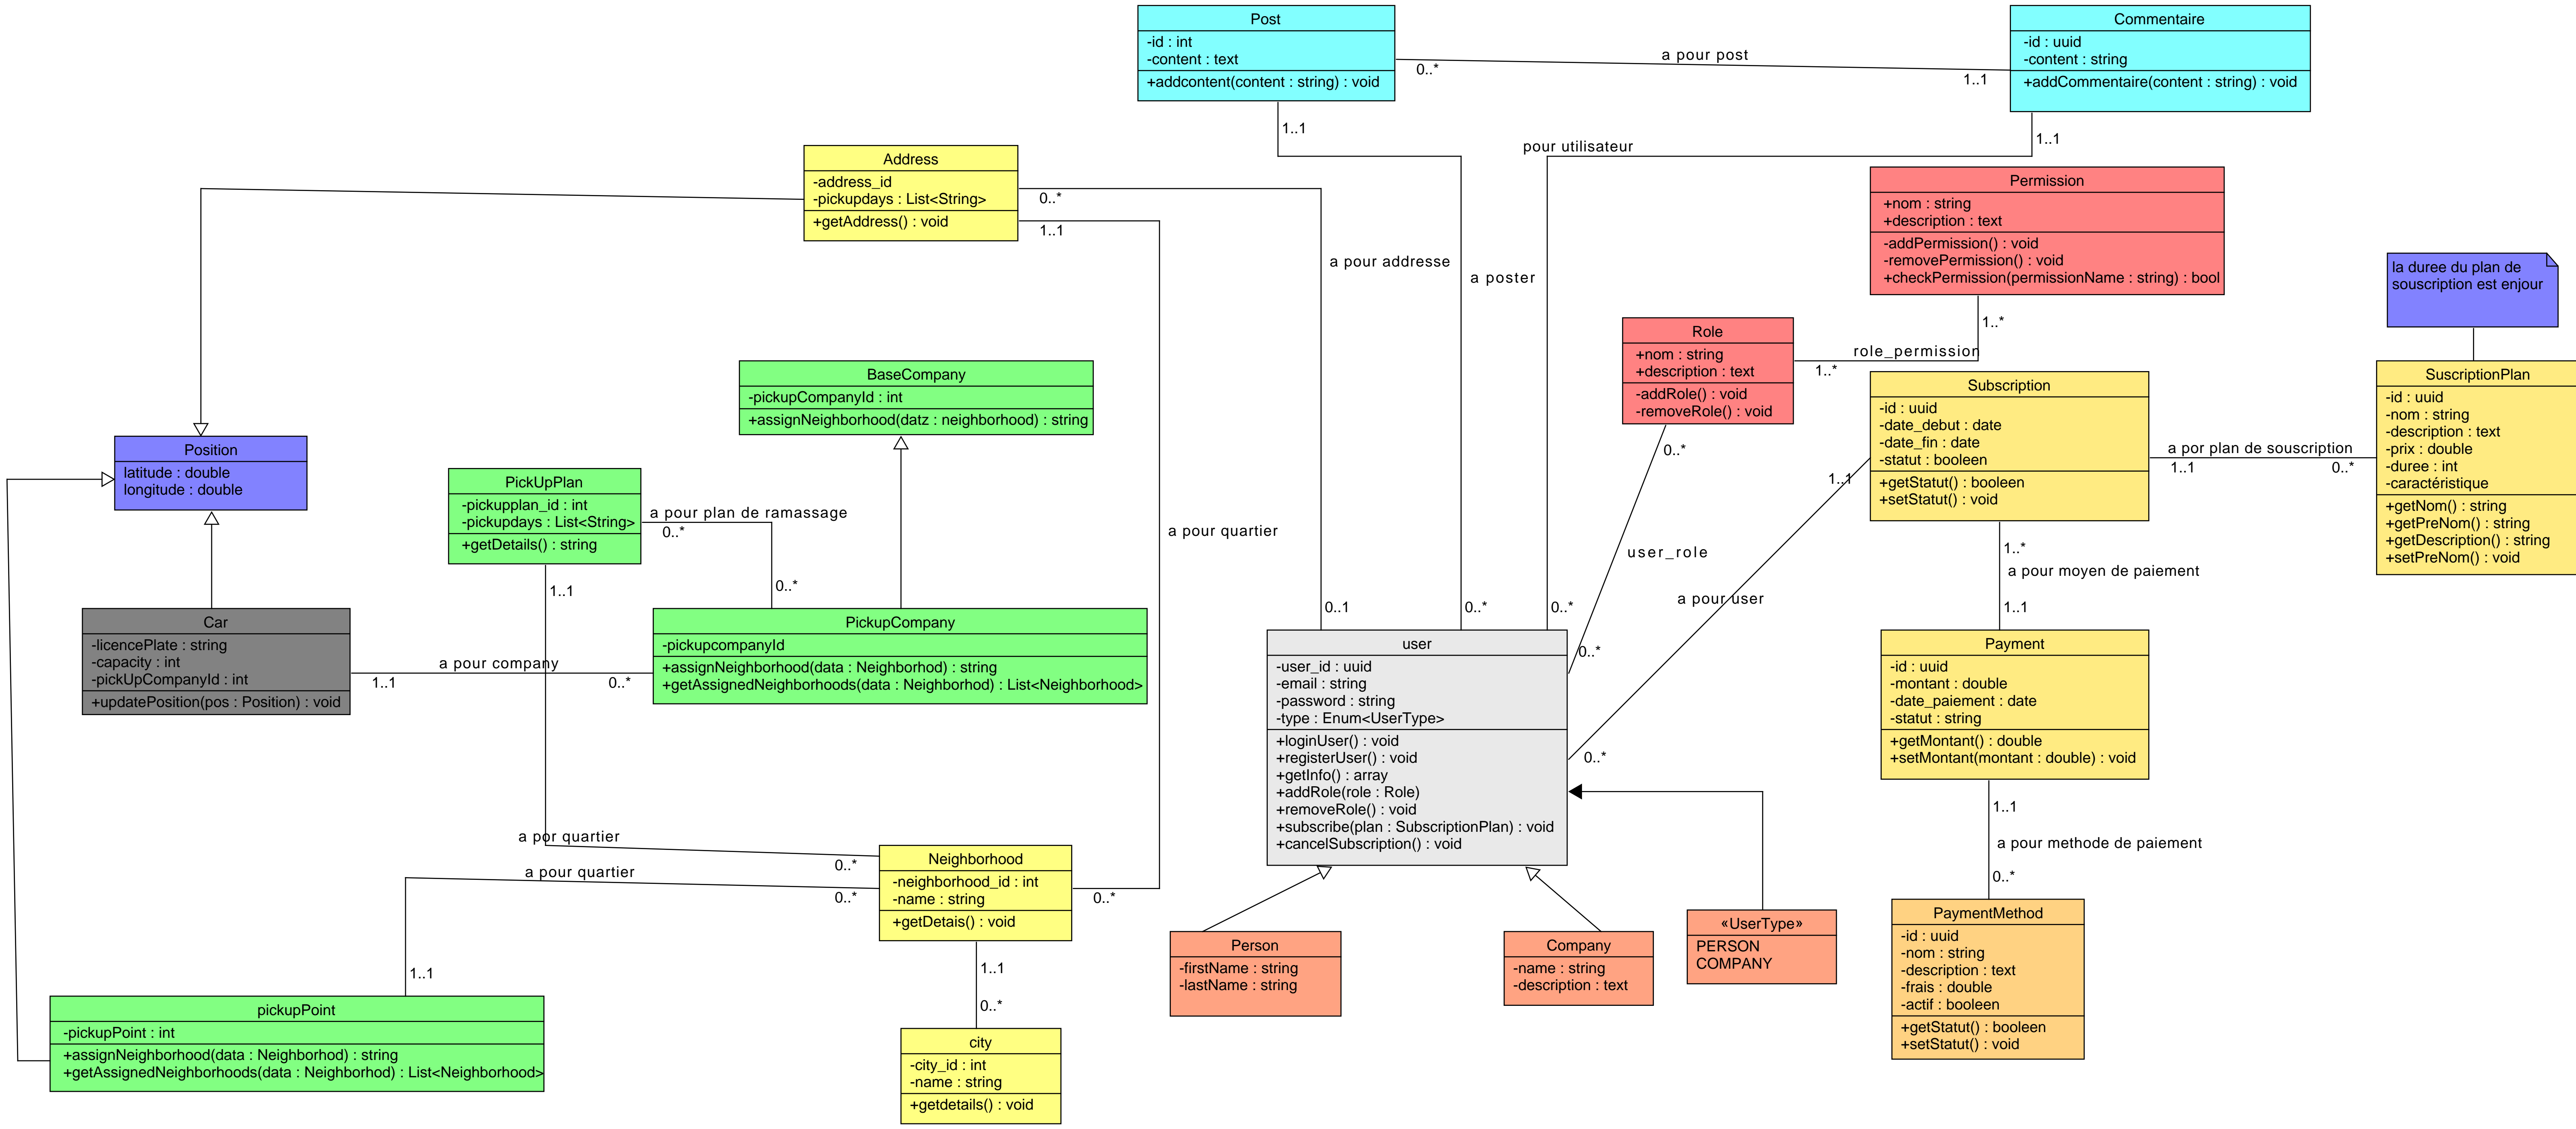 Post
-id : int
-content : text
+addcontent(content : string) : void
a pour post
0..*
1..1
Commentaire
-id : uuid
-content : string
+addCommentaire(content : string) : void
1..1
1..1
pour utilisateur
Address
-address_id
-pickupdays : List<String>
+getAddress() : void
0..*
1..1
a pour addresse
a poster
Permission
+nom : string
+description : text
-addPermission() : void
-removePermission() : void
+checkPermission(permissionName : string) : bool
1..*
la duree du plan de
souscription est enjour
Role
+nom : string
+description : text
-addRole() : void
-removeRole() : void
role_permission
1..*
0..*
BaseCompany
-pickupCompanyId : int
+assignNeighborhood(datz : neighborhood) : string
Subscription
-id : uuid
-date_debut : date
-date_fin : date
-statut : booleen
+getStatut() : booleen
+setStatut() : void
a por plan de souscription
1..1
0..*
1..1
SuscriptionPlan
-id : uuid
-nom : string
-description : text
-prix : double
-duree : int
-caractéristique
+getNom() : string
+getPreNom() : string
+getDescription() : string
+setPreNom() : void
Position
latitude : double
longitude : double
PickUpPlan
-pickupplan_id : int
-pickupdays : List<String>
+getDetails() : string
a pour plan de ramassage
0..*
0..*
1..1
a pour quartier
user_role
a pour user
1..*
a pour moyen de paiement
1..1
Car
-licencePlate : string
-capacity : int
-pickUpCompanyId : int
+updatePosition(pos : Position) : void
a pour company
1..1
0..*
PickupCompany
-pickupcompanyId
+assignNeighborhood(data : Neighborhod) : string
+getAssignedNeighborhoods(data : Neighborhod) : List<Neighborhood>
0..1
0..*
0..*
user
-user_id : uuid
-email : string
-password : string
-type : Enum<UserType>
+loginUser() : void
+registerUser() : void
+getInfo() : array
+addRole(role : Role)
+removeRole() : void
+subscribe(plan : SubscriptionPlan) : void
+cancelSubscription() : void
0..*
0..*
Payment
-id : uuid
-montant : double
-date_paiement : date
-statut : string
+getMontant() : double
+setMontant(montant : double) : void
1..1
a pour methode de paiement
0..*
a por quartier
0..*
a pour quartier
0..*
1..1
Neighborhood
-neighborhood_id : int
-name : string
+getDetais() : void
0..*
1..1
0..*
Person
-firstName : string
-lastName : string
Company
-name : string
-description : text
«UserType»
PERSON
COMPANY
PaymentMethod
-id : uuid
-nom : string
-description : text
-frais : double
-actif : booleen
+getStatut() : booleen
+setStatut() : void
pickupPoint
-pickupPoint : int
+assignNeighborhood(data : Neighborhod) : string
+getAssignedNeighborhoods(data : Neighborhod) : List<Neighborhood>
city
-city_id : int
-name : string
+getdetails() : void